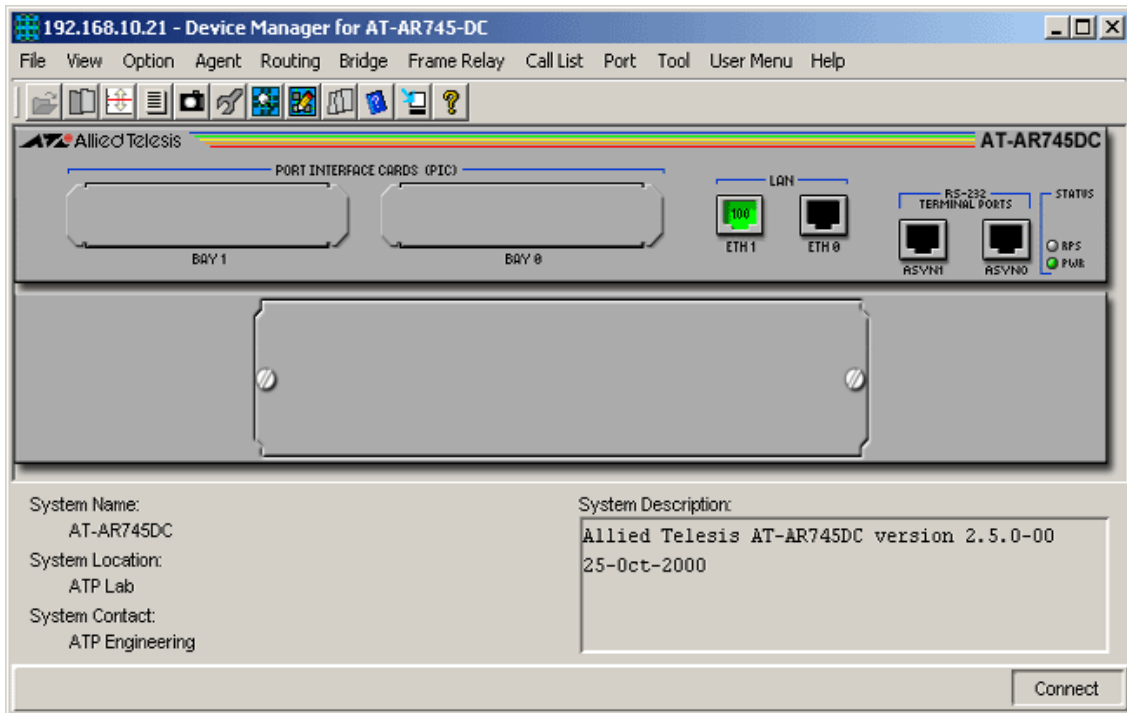 192.168.10.21 - Device Manager for AT-AR745-DC
File View Option Agent Routing Bridge Frame Relay Call List Port Tool User Menu Help
Allied Telesis
AT-AR745DC
PORT INTERFACE CARDS (PIC)
LAN
RS-232
TERMINAL PORTS
STATUS
100
ETH 1
ETH 0
RPS
PWR
BAY 1
BAY 0
ASYN1
ASYN0
System Name:
AT-AR745DC
System Location:
ATP Lab
System Contact:
ATP Engineering
System Description:
Allied Telesis AT-AR745DC version 2.5.0-00
25-Oct-2000
Connect